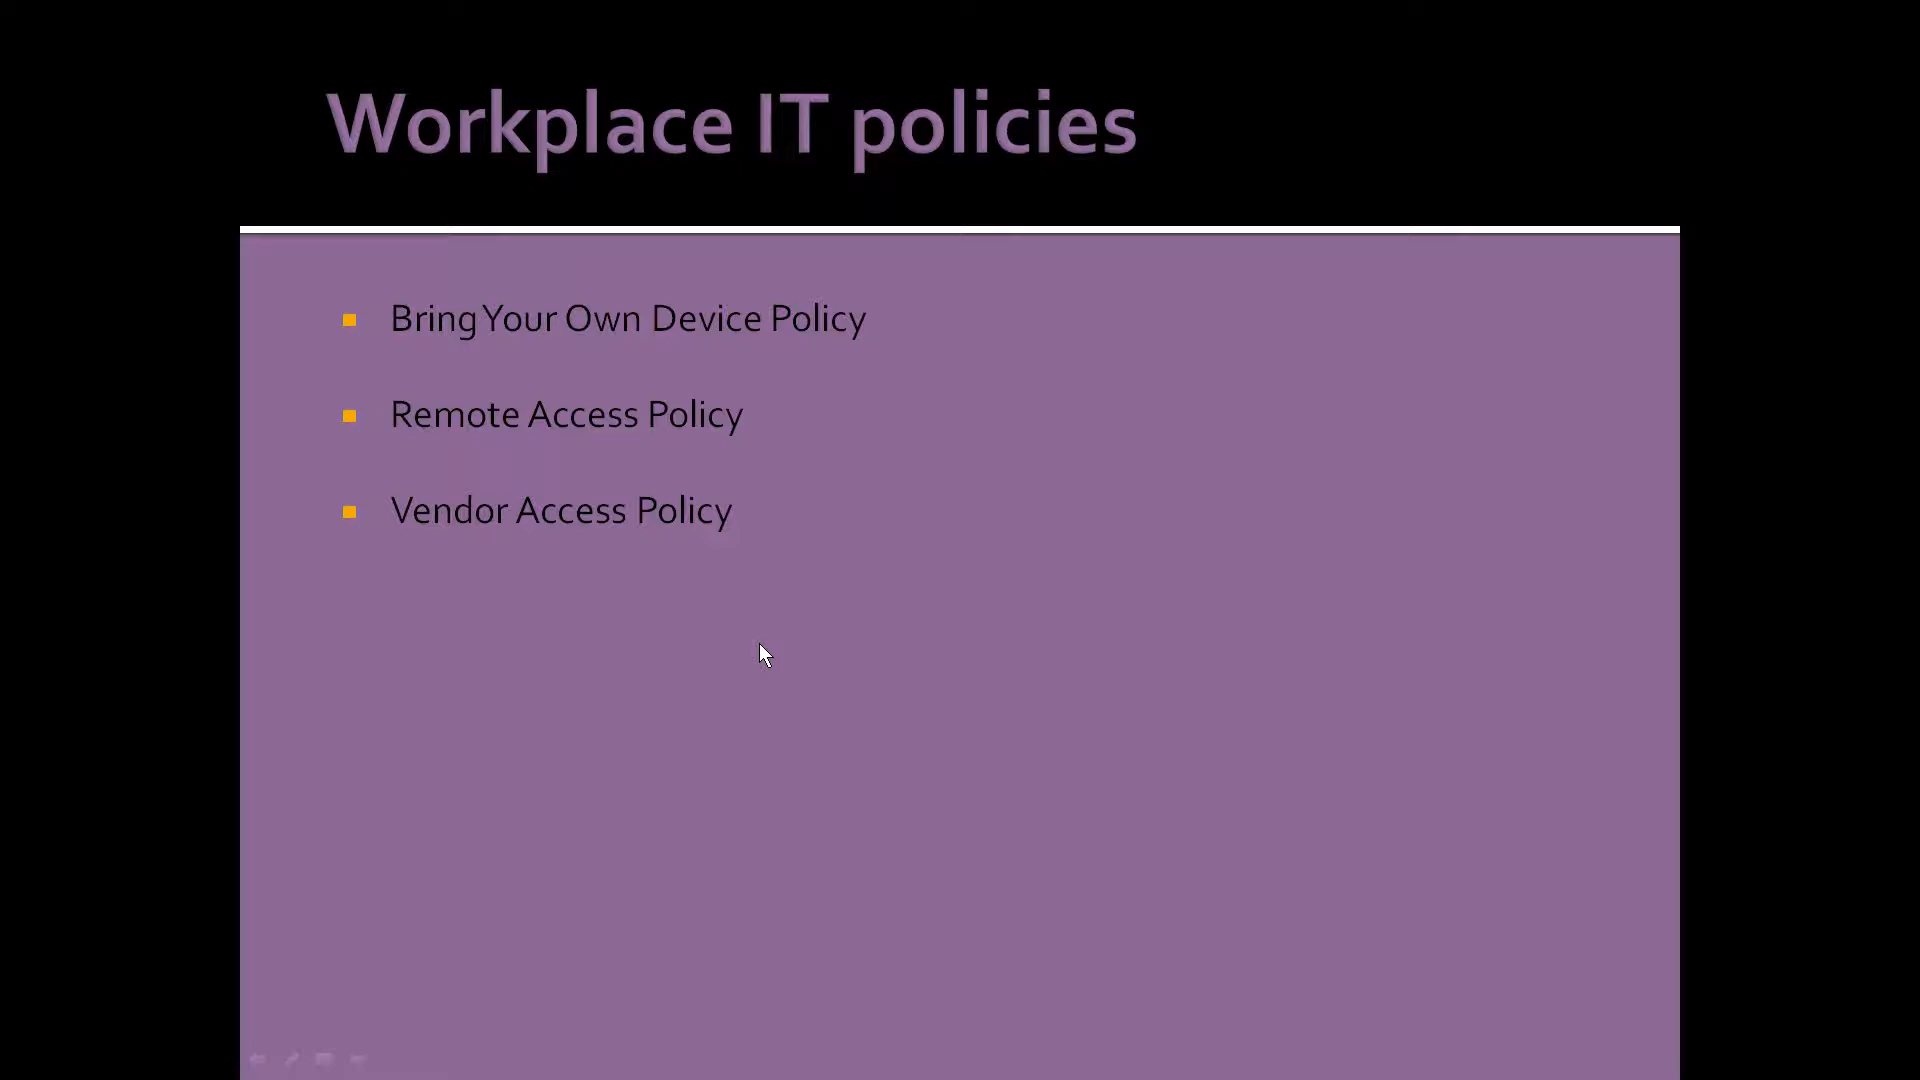 Workplace IT policies
Bring Your Own Device Policy
Remote Access Policy
Vendor Access Policy